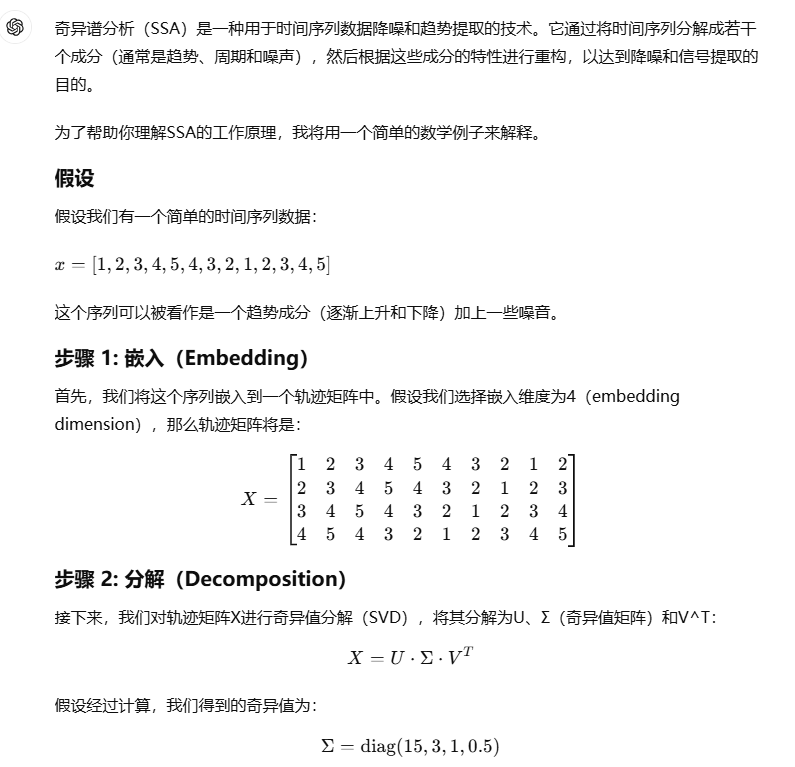 奇异谱分析（SSA）是一种用于时间序列数据降噪和趋势提取的技术。它通过将时间序列分解成若干
个成分（通常是趋势、周期和噪声），然后根据这些成分的特性进行重构，以达到降噪和信号提取的
目的。
为了帮助你理解SSA的工作原理，我将用一个简单的数学例子来解释。
假设
假设我们有一个简单的时间序列数据：
x = [1, 2, 3, 4, 5, 4, 3, 2, 1, 2, 3, 4, 5]
这个序列可以被看作是一个趋势成分（逐渐上升和下降）加上一些噪音。
步骤 1: 嵌入（Embedding）
首先，我们将这个序列嵌入到一个轨迹矩阵中。假设我们选择嵌入维度为4（embedding
dimension），那么轨迹矩阵将是：
X =
1 2 3 4 5 4 3 2 1 2
2 3 4 5 4 3 2 1 2 3
3 4 5 4 3 2 1 2 3 4
4 5 4 3 2 1 2 3 4 5
步骤 2: 分解（Decomposition）
接下来，我们对轨迹矩阵X进行奇异值分解（SVD），将其分解为U、Σ（奇异值矩阵）和V^T：
X = U · Σ · V^T
假设经过计算，我们得到的奇异值为：
Σ = diag(15, 3, 1, 0.5)